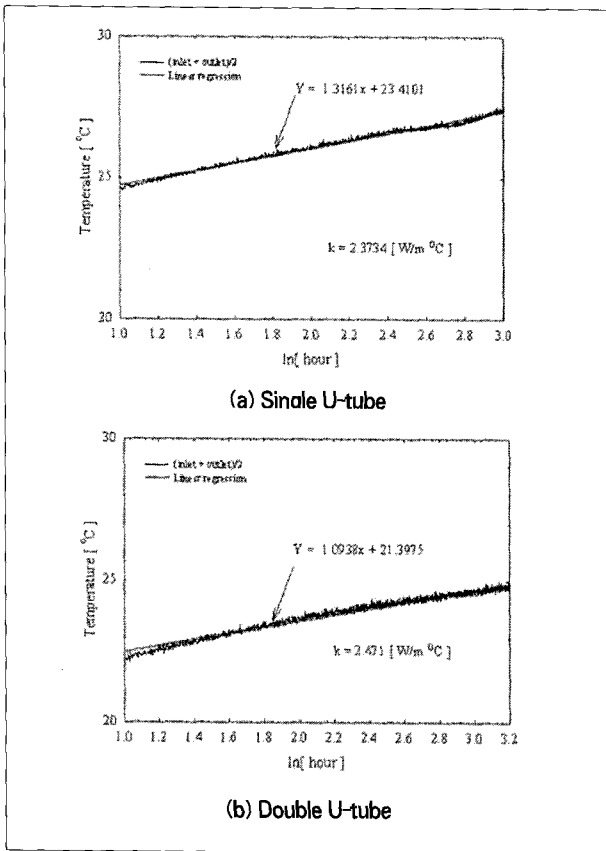 30
(inlet + outlet)/2
Linear regression
Y = 1.3161x + 23.4101
25
Temperature [ °C]
k = 2.3734 [ W/m °C ]
20
1.0 1.2 1.4 1.6 1.8 2.0 2.2 2.4 2.6 2.8 3.0
ln[ hour ]
(a) Single U-tube
30
(inlet + outlet)/2
Linear regression
Y = 1.0938x + 21.3975
25
Temperature [ °C ]
k = 2.471 [ W/m °C ]
20
1.0 1.2 1.4 1.6 1.8 2.0 2.2 2.4 2.6 2.8 3.0 3.2
ln[ hour ]
(b) Double U-tube